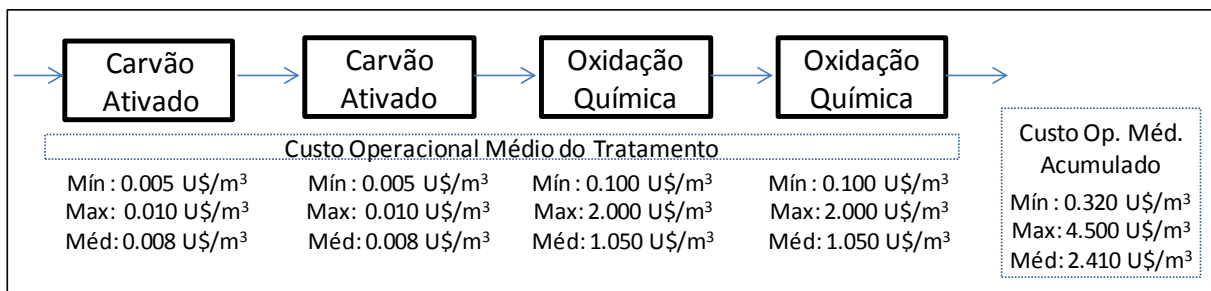 Carvão
Ativado
Carvão
Ativado
Oxidação
Química
Oxidação
Química
Custo Operacional Médio do Tratamento
Mín : 0.005 U$/m³
Max: 0.010 U$/m³
Méd: 0.008 U$/m³
Mín : 0.005 U$/m³
Max: 0.010 U$/m³
Méd: 0.008 U$/m³
Mín : 0.100 U$/m³
Max: 2.000 U$/m³
Méd: 1.050 U$/m³
Mín : 0.100 U$/m³
Max: 2.000 U$/m³
Méd: 1.050 U$/m³
Custo Op. Méd.
Acumulado
Mín : 0.320 U$/m³
Max: 4.500 U$/m³
Méd: 2.410 U$/m³